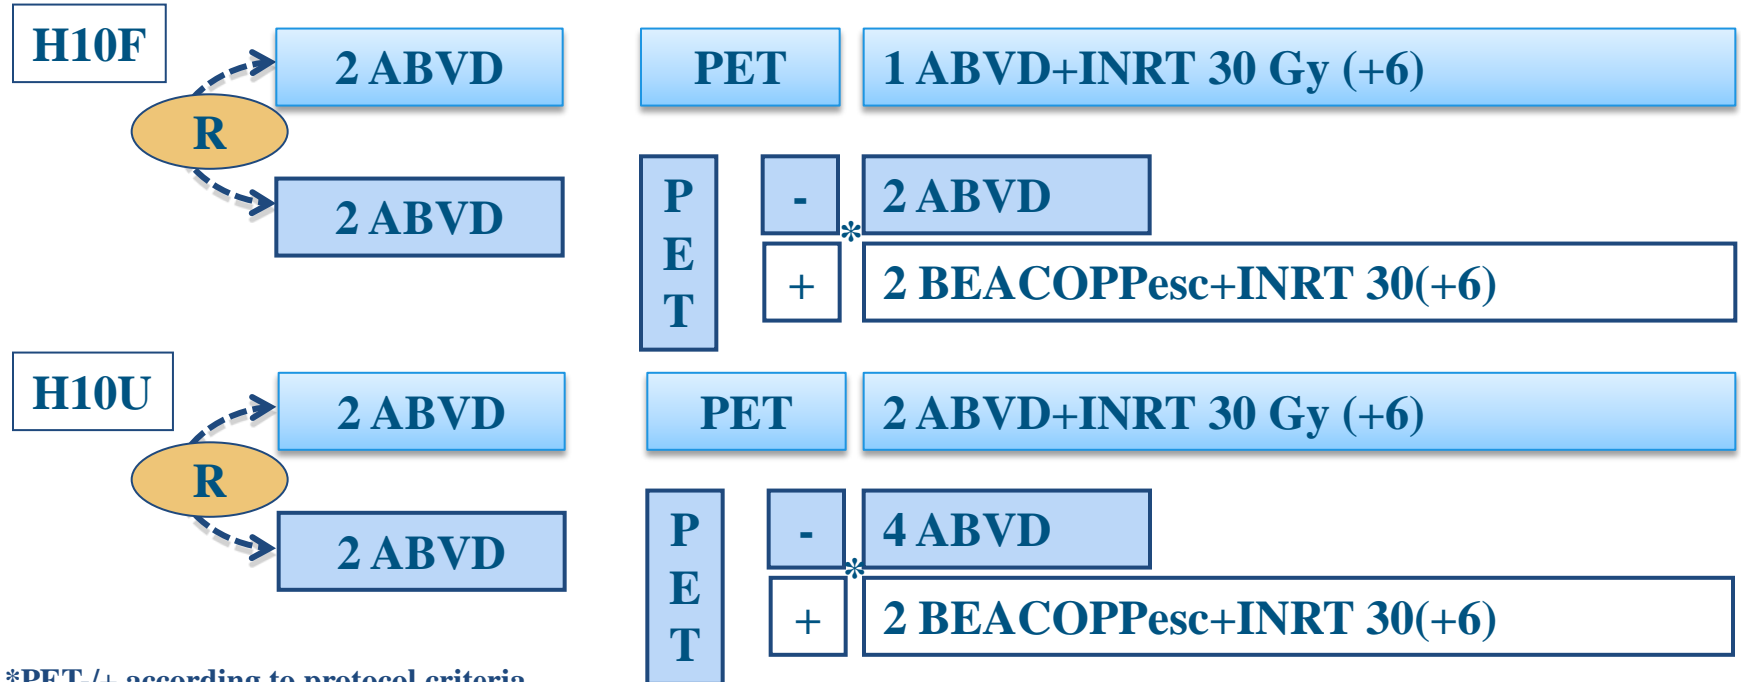 H10F
2 ABVD
PET
1 ABVD+INRT 30 Gy (+6)
R
2 ABVD
P
E
T
-
2 ABVD
*
+
2 BEACOPPesc+INRT 30(+6)
H10U
2 ABVD
PET
2 ABVD+INRT 30 Gy (+6)
R
2 ABVD
P
E
T
-
4 ABVD
*
+
2 BEACOPPesc+INRT 30(+6)
*PET-/+ according to protocol criteria